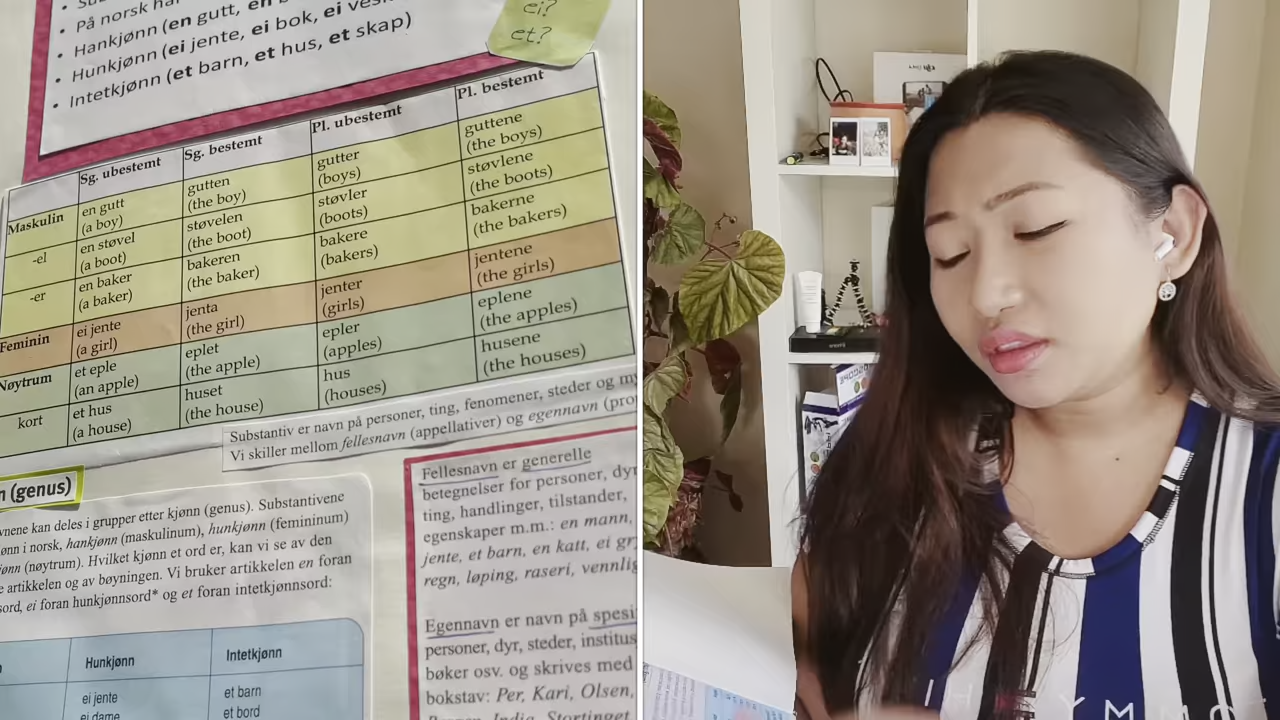 På norsk har
Hankjønn (en gutt, en
Hunkjønn (ei jente, ei bok, ei
Intetkjønn (et barn, et hus, et skap)
ei?
et?
Sg. ubestemt Sg. bestemt Pl. ubestemt Pl. bestemt
Maskulin en gutt (a boy) gutten (the boy) gutter (boys) guttene (the boys)
-el en støvel (a boot) støvelen (the boot) støvler (boots) støvlene (the boots)
-er en baker (a baker) bakeren (the baker) bakere (bakers) bakerne (the bakers)
Feminin ei jente (a girl) jenta (the girl) jenter (girls) jentene (the girls)
Nøytrum et eple (an apple) eplet (the apple) epler (apples) eplene (the apples)
kort et hus (a house) huset (the house) hus (houses) husene (the houses)
Substantiv er navn på personer, ting, fenomener, steder og
Vi skiller mellom fellesnavn (appellativer) og egennavn
(genus)
kan deles i grupper etter kjønn (genus). Substantivene
i norsk, hankjønn (maskulinum), hunkjønn (femininum)
(nøytrum). Hvilket kjønn et ord er, kan vi se av den
artikkelen og av bøyningen. Vi bruker artikkelen en foran
ei foran hunkjønnsord* og et foran intetkjønnsord:
Hunkjønn Intetkjønn
ei jente et barn
ei dame et bord
Fellesnavn er generelle
betegnelser for personer,
ting, handlinger, tilstander,
egenskaper m.m.: en mann,
jente, et barn, en katt, ei
regn, løping, raseri,
Egennavn er navn på
personer, dyr, steder,
bøker osv. og skrives med
bokstav: Per, Kari, Olsen,
India, Stortinget